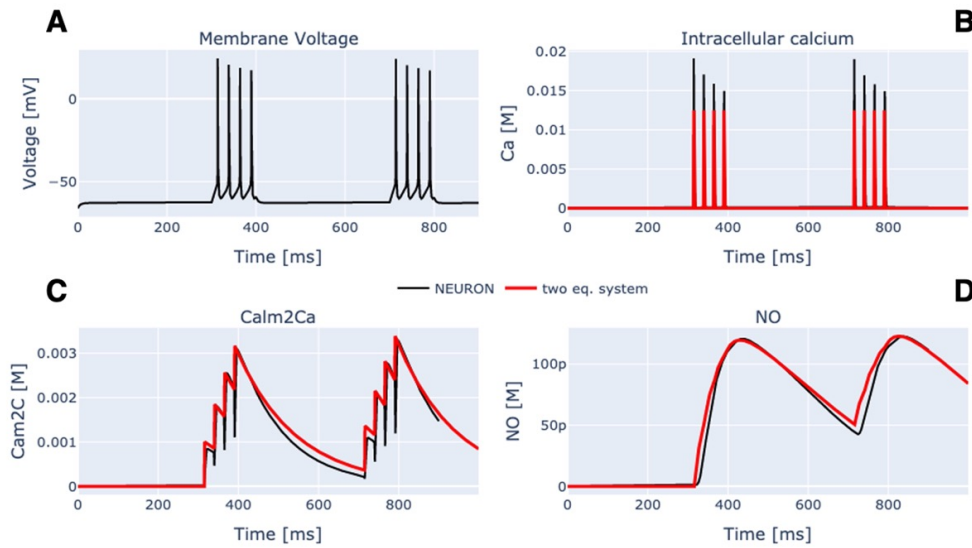 A
Membrane Voltage
Voltage [mV]
0
−50
0 200 400 600 800
Time [ms]
B
Intracellular calcium
Ca [M]
0.02
0.015
0.01
0.005
0
0 200 400 600 800
Time [ms]
NEURON two eq. system
C
Calm2Ca
Cam2C [M]
0.003
0.002
0.001
0
0 200 400 600 800
Time [ms]
D
NO
NO [M]
100p
50p
0
0 200 400 600 800
Time [ms]